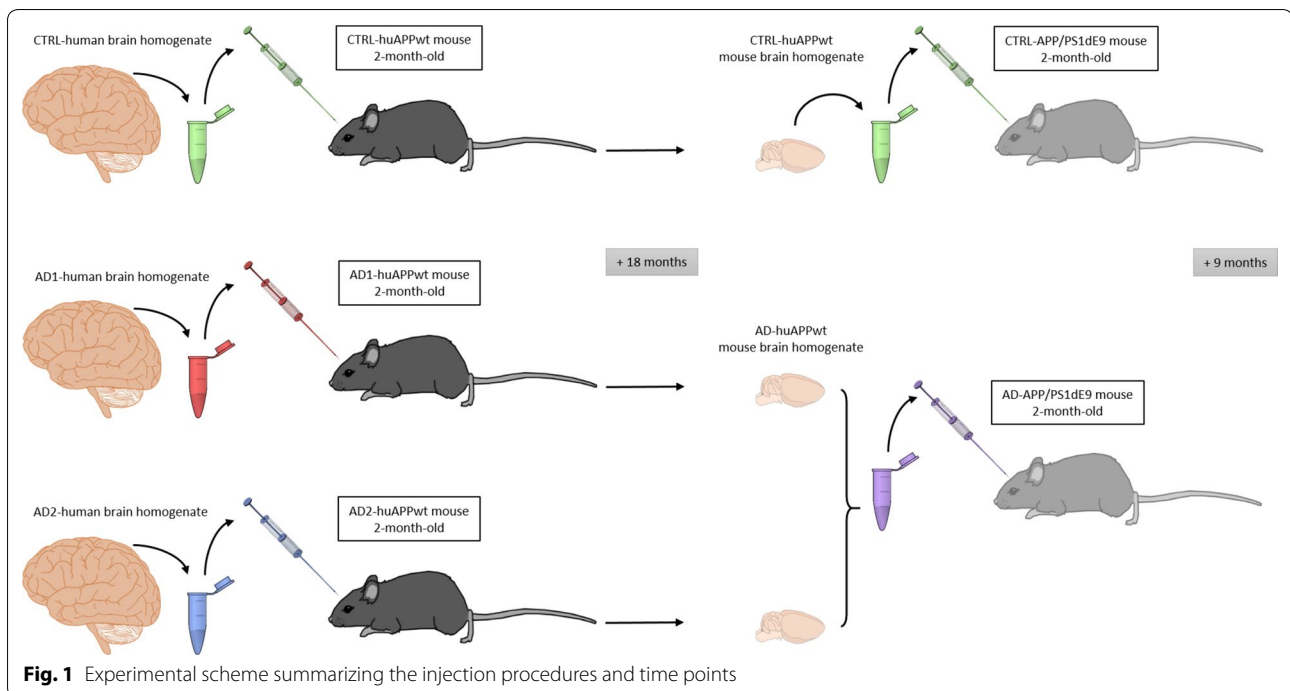 CTRL-human brain homogenate
CTRL-huAPPwt mouse
2-month-old
CTRL-huAPPwt
mouse brain homogenate
CTRL-APP/PS1dE9 mouse
2-month-old
+ 18 months
+ 9 months
AD1-human brain homogenate
AD1-huAPPwt mouse
2-month-old
AD-huAPPwt
mouse brain homogenate
AD-APP/PS1dE9 mouse
2-month-old
AD2-human brain homogenate
AD2-huAPPwt mouse
2-month-old
Fig. 1 Experimental scheme summarizing the injection procedures and time points